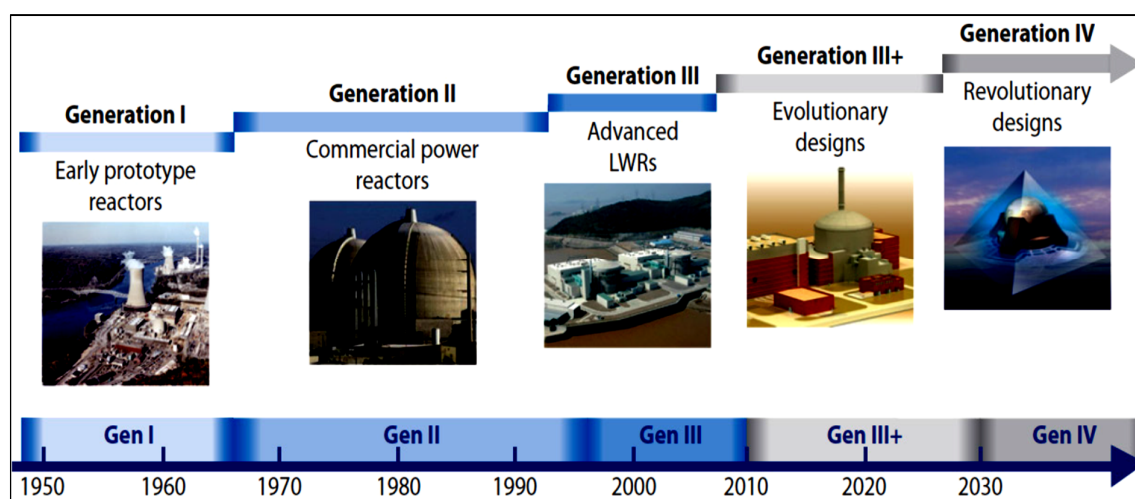 Generation I
Early prototype
reactors
Generation II
Commercial power
reactors
Generation III
Advanced
LWRs
Generation III+
Evolutionary
designs
Generation IV
Revolutionary
designs
Gen I Gen II Gen III Gen III+ Gen IV
1950 1960 1970 1980 1990 2000 2010 2020 2030